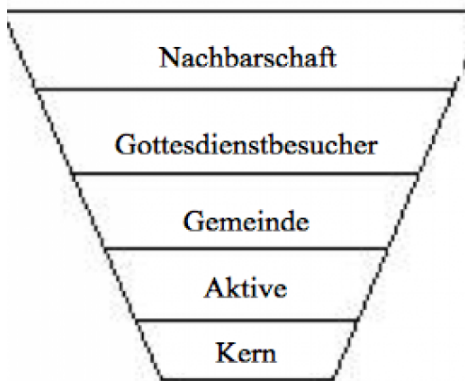 Nachbarschaft
Gottesdienstbesucher
Gemeinde
Aktive
Kern